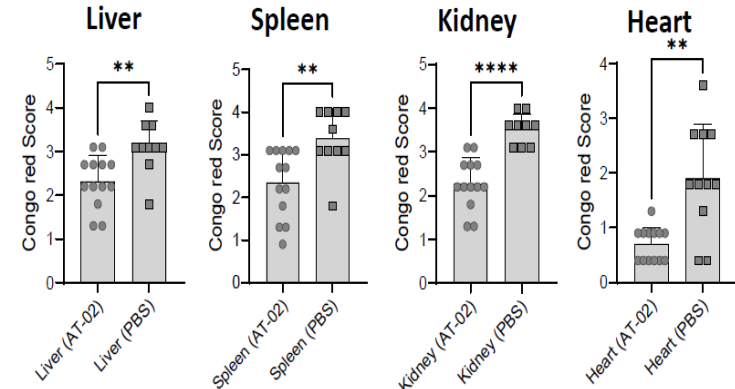 Liver
Spleen
Kidney
Heart
**
**
****
**
Congo red Score
5
4
3
2
1
0
Liver (AT-02)
Liver (PBS)
Congo red Score
5
4
3
2
1
0
Spleen (AT-02)
Spleen (PBS)
Congo red Score
5
4
3
2
1
0
Kidney (AT-02)
Kidney (PBS)
Congo red Score
4
3
2
1
0
Heart (AT-02)
Heart (PBS)